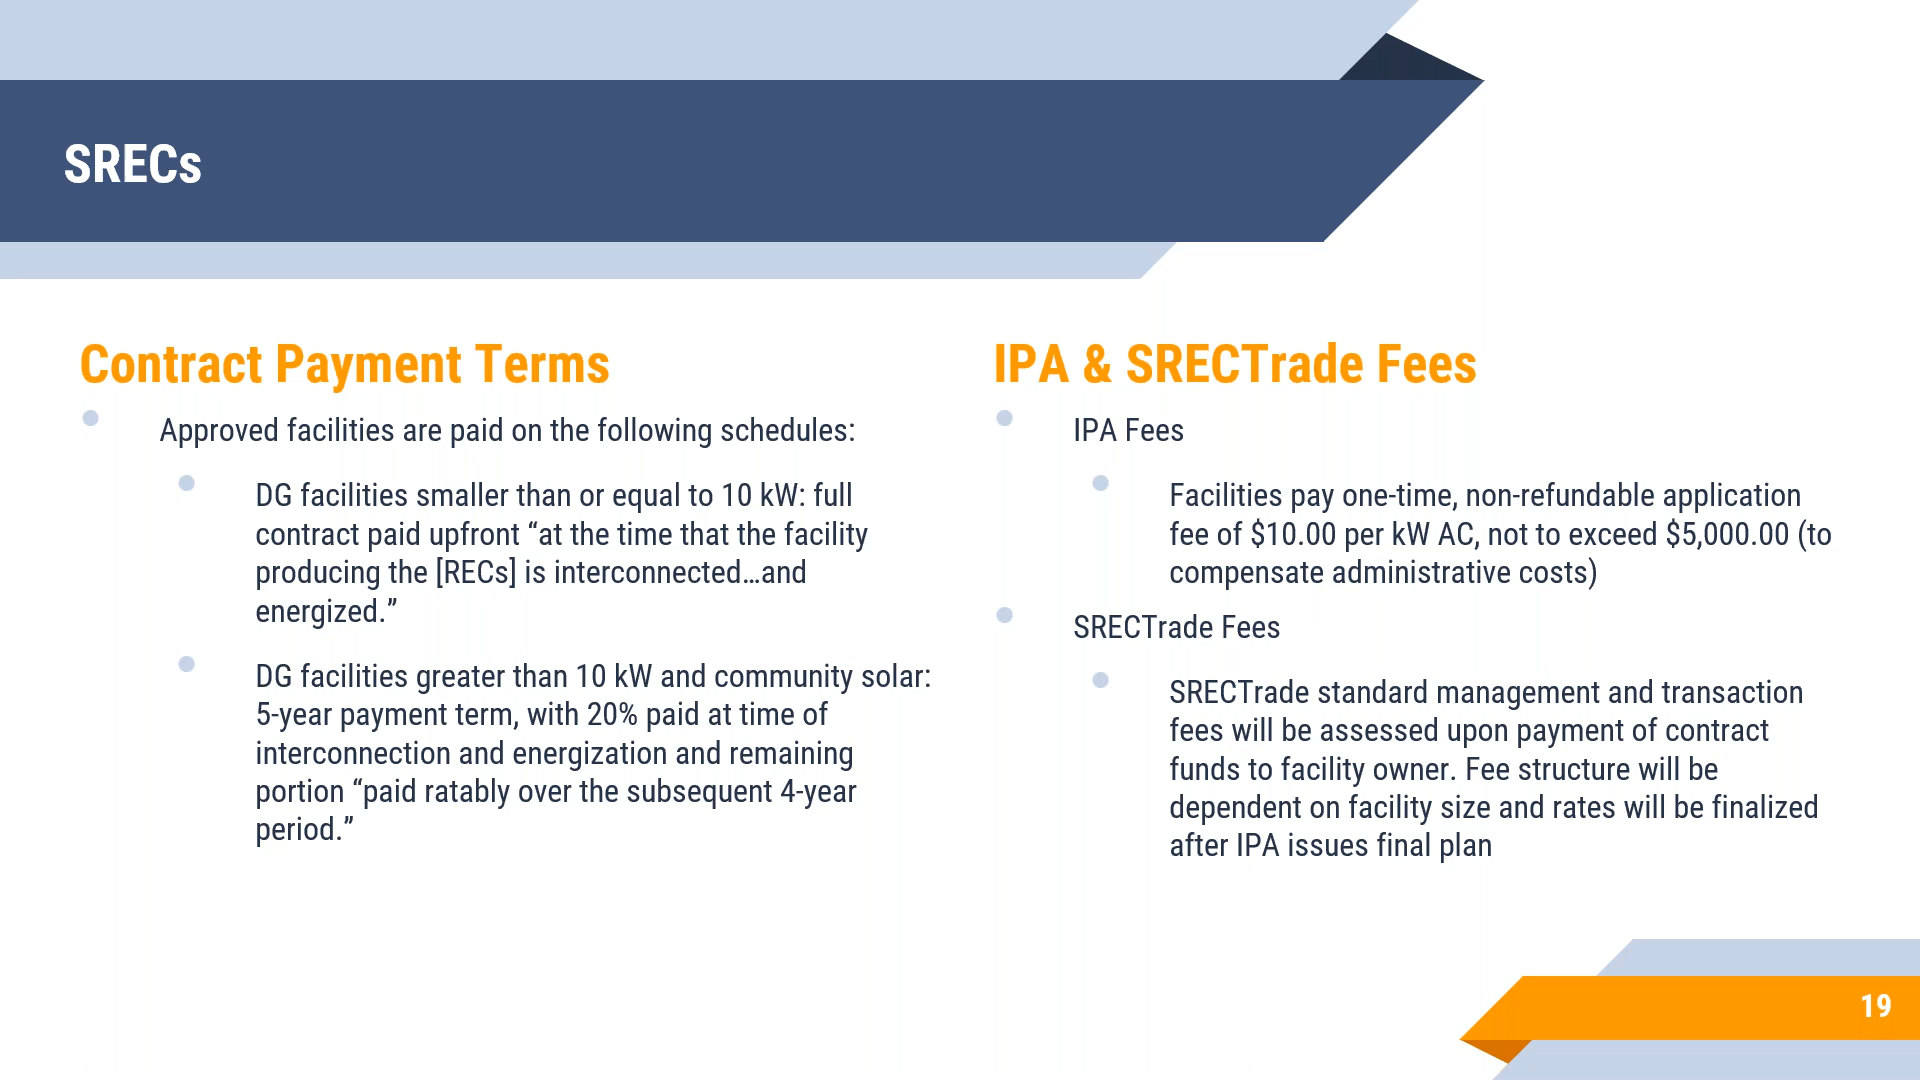 SRECs
Contract Payment Terms
Approved facilities are paid on the following schedules:
DG facilities smaller than or equal to 10 kW: full
contract paid upfront “at the time that the facility
producing the [RECs] is interconnected…and
energized.”
DG facilities greater than 10 kW and community solar:
5-year payment term, with 20% paid at time of
interconnection and energization and remaining
portion “paid ratably over the subsequent 4-year
period.”
IPA & SRECTrade Fees
IPA Fees
Facilities pay one-time, non-refundable application
fee of $10.00 per kW AC, not to exceed $5,000.00 (to
compensate administrative costs)
SRECTrade Fees
SRECTrade standard management and transaction
fees will be assessed upon payment of contract
funds to facility owner. Fee structure will be
dependent on facility size and rates will be finalized
after IPA issues final plan
19